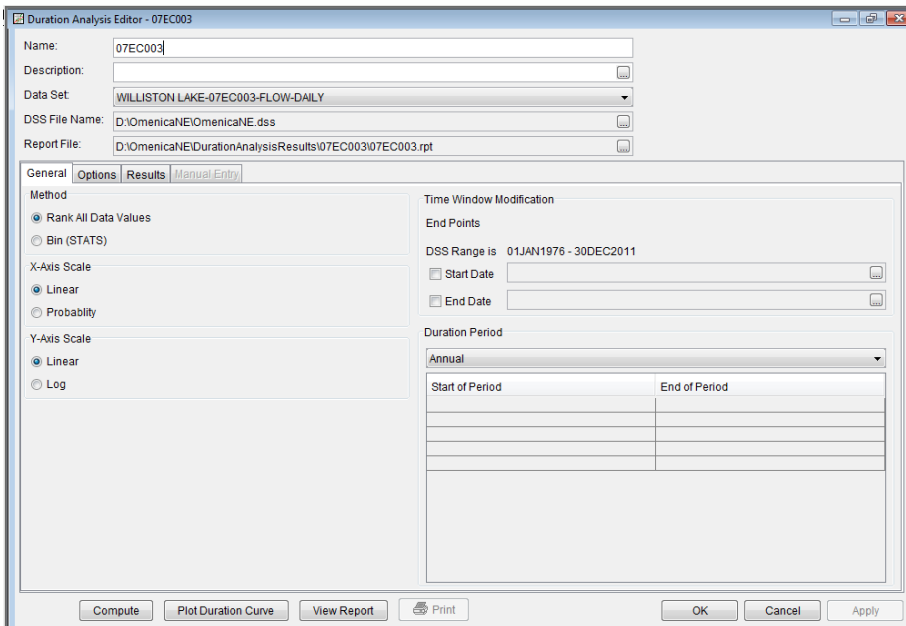 Duration Analysis Editor - 07EC003
Name: 07EC003
Description:
Data Set: WILLISTON LAKE-07EC003-FLOW-DAILY
DSS File Name: D:\OmenicaNE\OmenicaNE.dss
Report File: D:\OmenicaNE\DurationAnalysisResults\07EC003\07EC003.rpt
General Options Results Manual Entry
Method
Rank All Data Values
Bin (STATS)
X-Axis Scale
Linear
Probablity
Y-Axis Scale
Linear
Log
Time Window Modification
End Points
DSS Range is 01JAN1976 - 30DEC2011
Start Date
End Date
Duration Period
Annual
Start of Period End of Period
Compute Plot Duration Curve View Report Print OK Cancel Apply